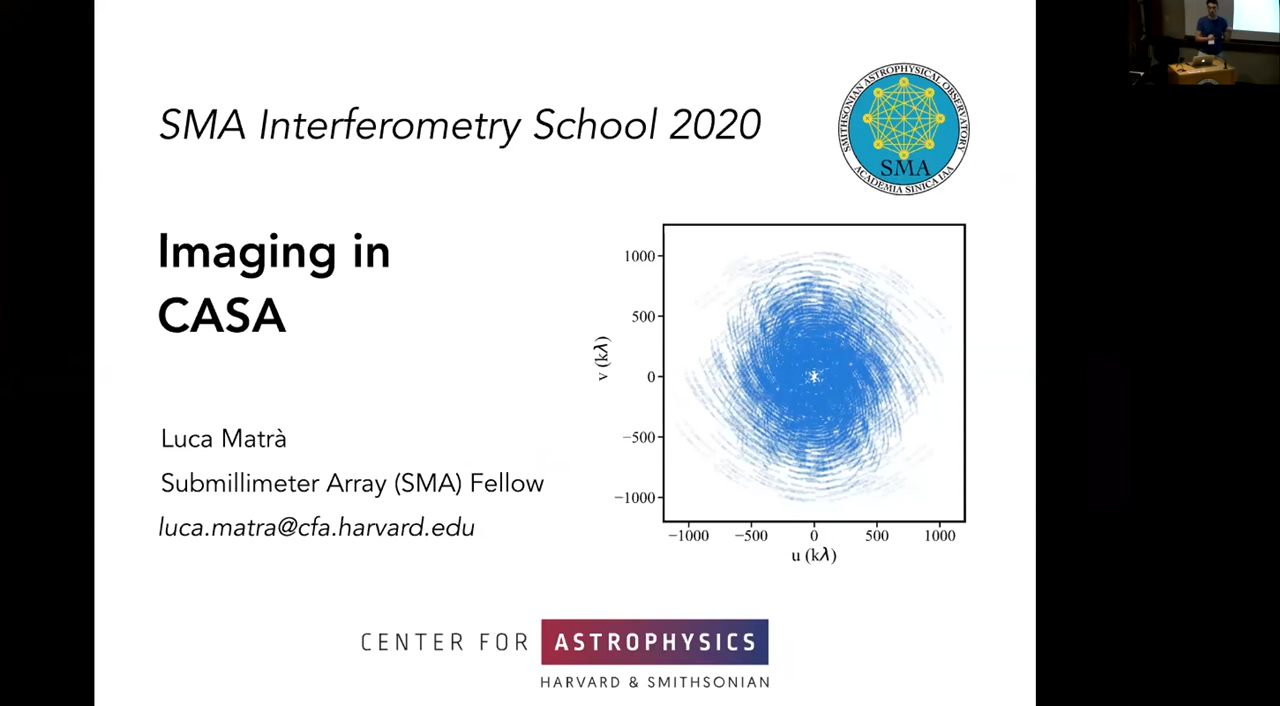 SMA Interferometry School 2020
SMITHSONIAN ASTROPHYSICAL OBSERVATORY
SMA
ACADEMIA SINICA IAA
Imaging in
CASA
1000
500
0
−500
−1000
v (kλ)
−1000 −500 0 500 1000
u (kλ)
Luca Matrà
Submillimeter Array (SMA) Fellow
luca.matra@cfa.harvard.edu
CENTER FOR ASTROPHYSICS
HARVARD & SMITHSONIAN